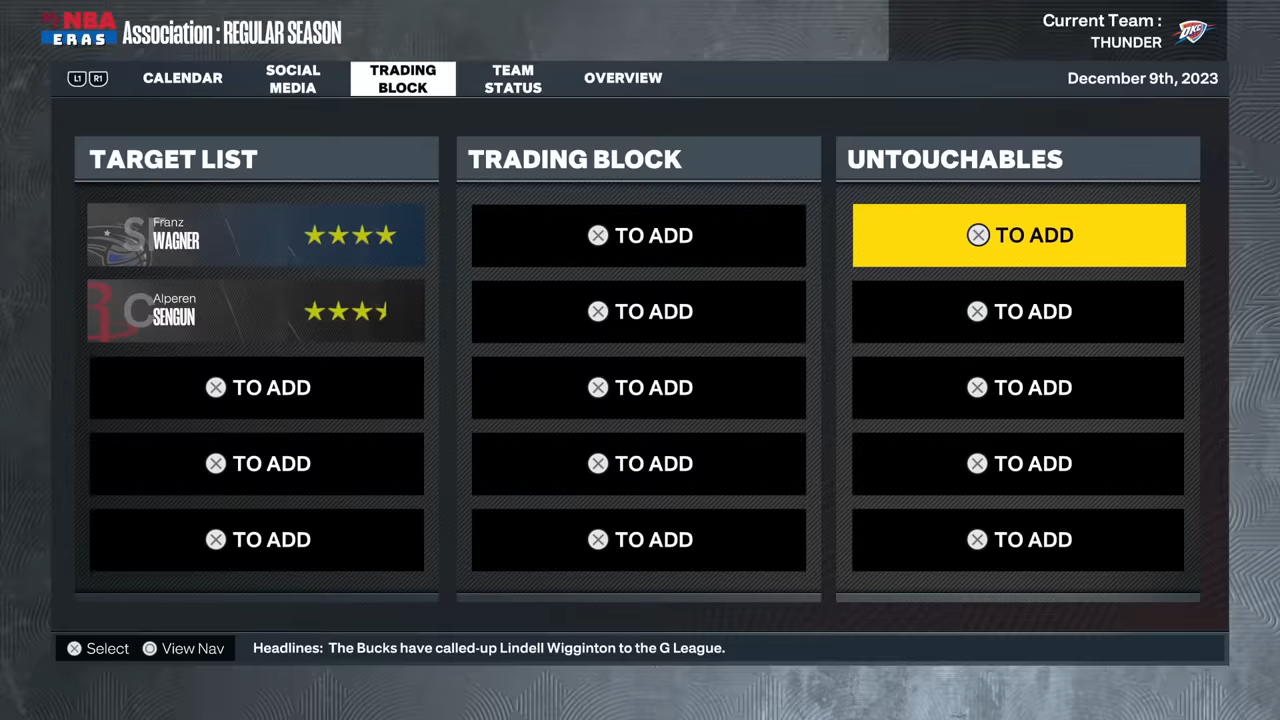 NBA
ERAS
Association : REGULAR SEASON
Current Team :
THUNDER
OKC
L1 R1
CALENDAR
SOCIAL
MEDIA
TRADING
BLOCK
TEAM
STATUS
OVERVIEW
December 9th, 2023
TARGET LIST
SF
Franz
WAGNER
C
Alperen
SENGUN
TO ADD
TO ADD
TO ADD
TRADING BLOCK
TO ADD
TO ADD
TO ADD
TO ADD
TO ADD
UNTOUCHABLES
TO ADD
TO ADD
TO ADD
TO ADD
TO ADD
Select
View Nav
Headlines: The Bucks have called-up Lindell Wigginton to the G League.